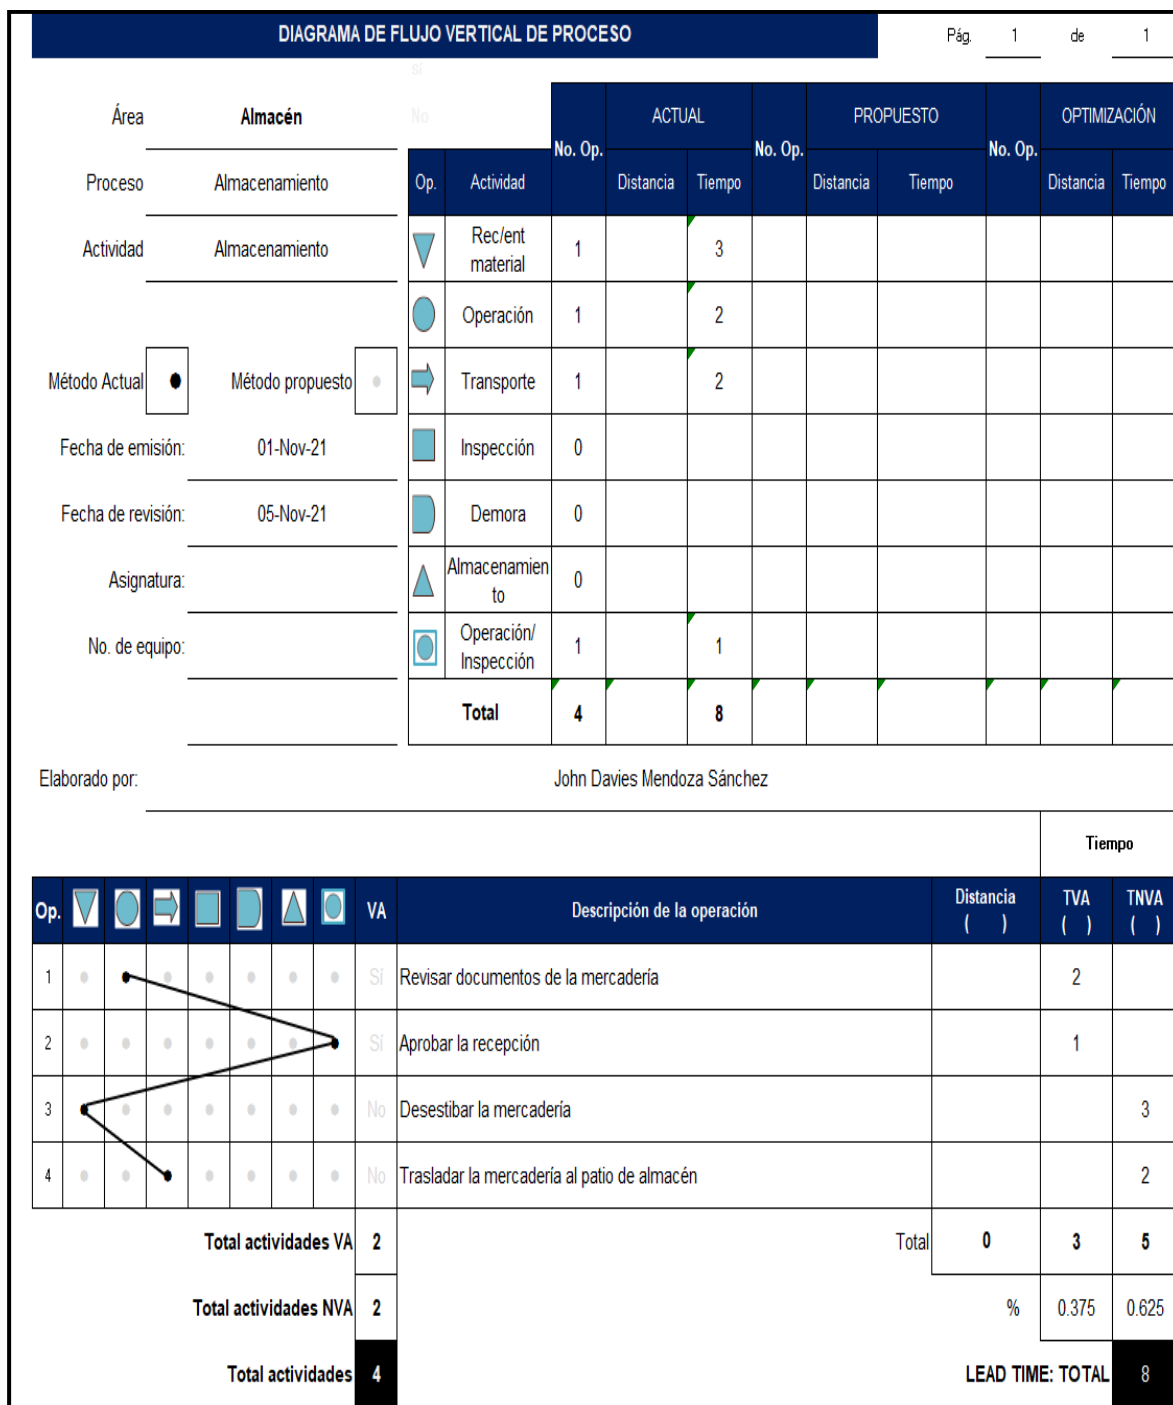 DIAGRAMA DE FLUJO VERTICAL DE PROCESO Pág. 1 de 1
Sí
Área Almacén No
No. Op. ACTUAL No. Op. PROPUESTO No. Op. OPTIMIZACIÓN
Proceso Almacenamiento Op. Actividad Distancia Tiempo Distancia Tiempo Distancia Tiempo
Actividad Almacenamiento Rec/ent material 1 3
Operación 1 2
Método Actual Método propuesto Transporte 1 2
Fecha de emisión: 01-Nov-21 Inspección 0
Fecha de revisión: 05-Nov-21 Demora 0
Asignatura: Almacenamien
to 0
No. de equipo: Operación/
Inspección 1 1
Total 4 8
Elaborado por: John Davies Mendoza Sánchez
Tiempo
Op. VA Descripción de la operación Distancia ( ) TVA ( ) TNVA ( )
1 Sí Revisar documentos de la mercadería 2
2 Sí Aprobar la recepción 1
3 No Desestibar la mercadería 3
4 No Trasladar la mercadería al patio de almacén 2
Total actividades VA 2 Total 0 3 5
Total actividades NVA 2 % 0.375 0.625
Total actividades 4 LEAD TIME: TOTAL 8